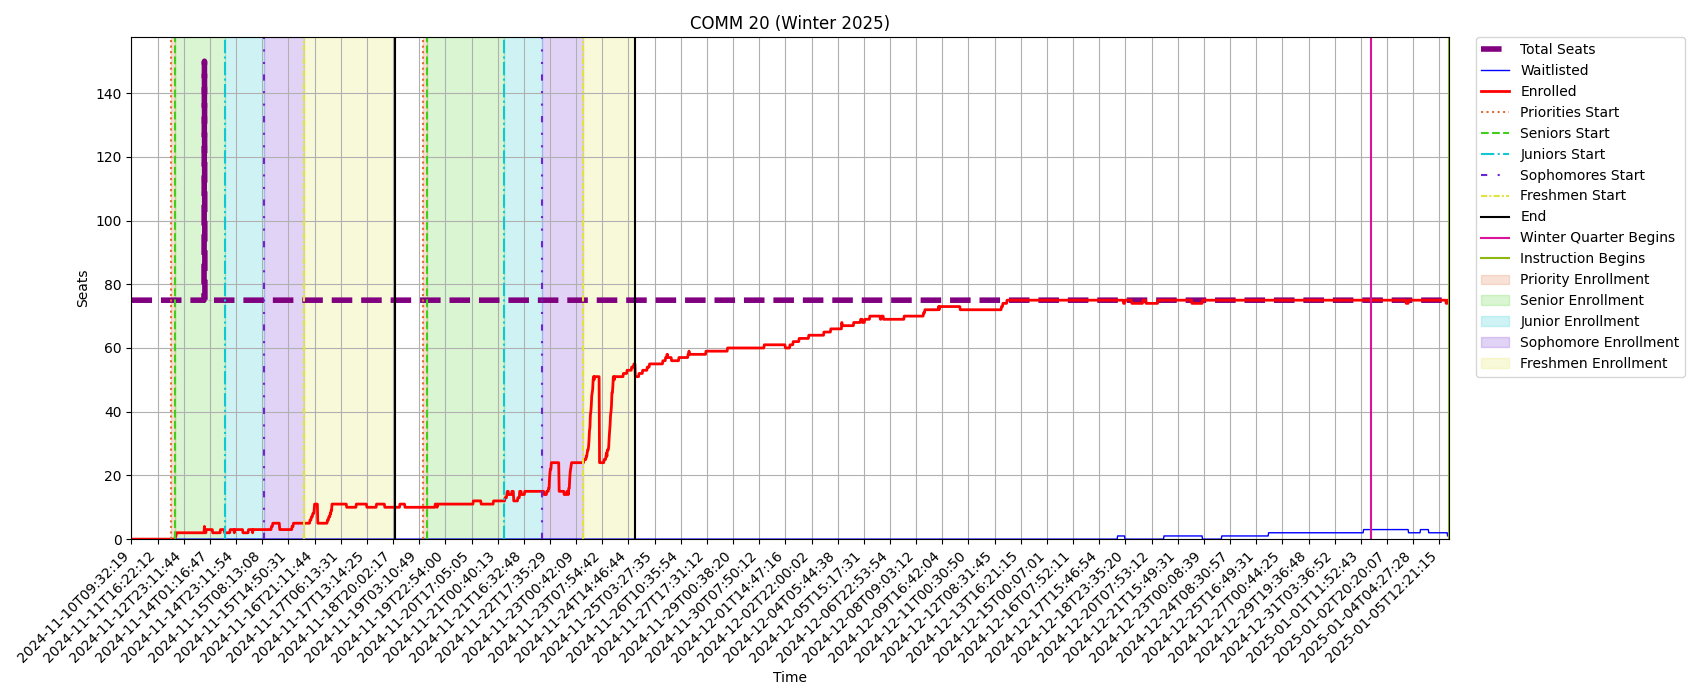 COMM 20 (Winter 2025)
Seats
140
120
100
80
60
40
20
0
2024-11-10T09:32:19
2024-11-11T16:22:12
2024-11-12T23:11:44
2024-11-14T01:16:47
2024-11-14T23:11:54
2024-11-15T08:13:08
2024-11-15T14:50:31
2024-11-16T21:11:44
2024-11-17T06:13:31
2024-11-17T13:14:25
2024-11-18T20:02:17
2024-11-19T03:10:49
2024-11-19T22:54:00
2024-11-20T17:05:05
2024-11-21T00:40:13
2024-11-21T16:32:48
2024-11-22T17:35:29
2024-11-23T00:42:09
2024-11-23T07:54:42
2024-11-24T14:46:44
2024-11-25T03:27:35
2024-11-26T10:35:54
2024-11-27T17:31:12
2024-11-29T00:38:20
2024-11-30T07:50:12
2024-12-01T14:47:16
2024-12-02T22:00:02
2024-12-04T05:44:38
2024-12-05T15:17:31
2024-12-06T22:53:54
2024-12-08T09:03:12
2024-12-09T16:42:04
2024-12-11T00:30:50
2024-12-12T08:31:45
2024-12-13T16:21:15
2024-12-15T00:07:01
2024-12-16T07:52:11
2024-12-17T15:46:54
2024-12-18T23:35:20
2024-12-20T07:53:12
2024-12-21T15:49:31
2024-12-23T00:08:39
2024-12-24T08:30:57
2024-12-25T16:49:31
2024-12-27T00:44:25
2024-12-29T19:36:48
2024-12-31T03:36:52
2025-01-01T11:52:43
2025-01-02T20:20:07
2025-01-04T04:27:28
2025-01-05T12:21:15
Time
Total Seats
Waitlisted
Enrolled
Priorities Start
Seniors Start
Juniors Start
Sophomores Start
Freshmen Start
End
Winter Quarter Begins
Instruction Begins
Priority Enrollment
Senior Enrollment
Junior Enrollment
Sophomore Enrollment
Freshmen Enrollment